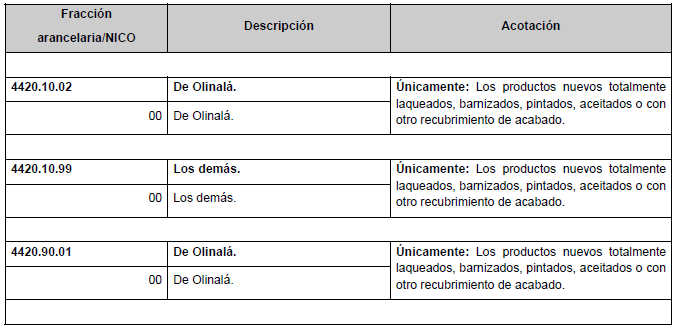 Fracción
arancelaria/NICO
Descripción
Acotación
4420.10.02
De Olinalá.
Únicamente: Los productos nuevos totalmente
laqueados, barnizados, pintados, aceitados o con
otro recubrimiento de acabado.
00
De Olinalá.
4420.10.99
Los demás.
Únicamente: Los productos nuevos totalmente
laqueados, barnizados, pintados, aceitados o con
otro recubrimiento de acabado.
00
Los demás.
4420.90.01
De Olinalá.
Únicamente: Los productos nuevos totalmente
laqueados, barnizados, pintados, aceitados o con
otro recubrimiento de acabado.
00
De Olinalá.